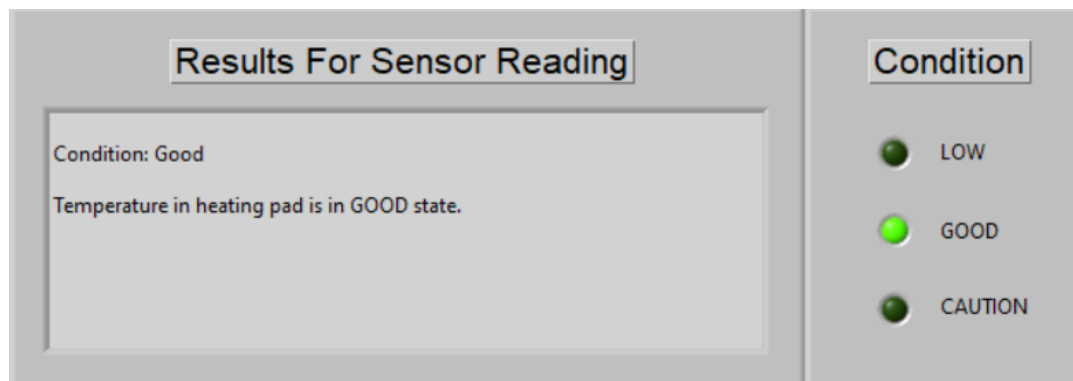 Results For Sensor Reading
Condition: Good
Temperature in heating pad is in GOOD state.
Condition
LOW
GOOD
CAUTION